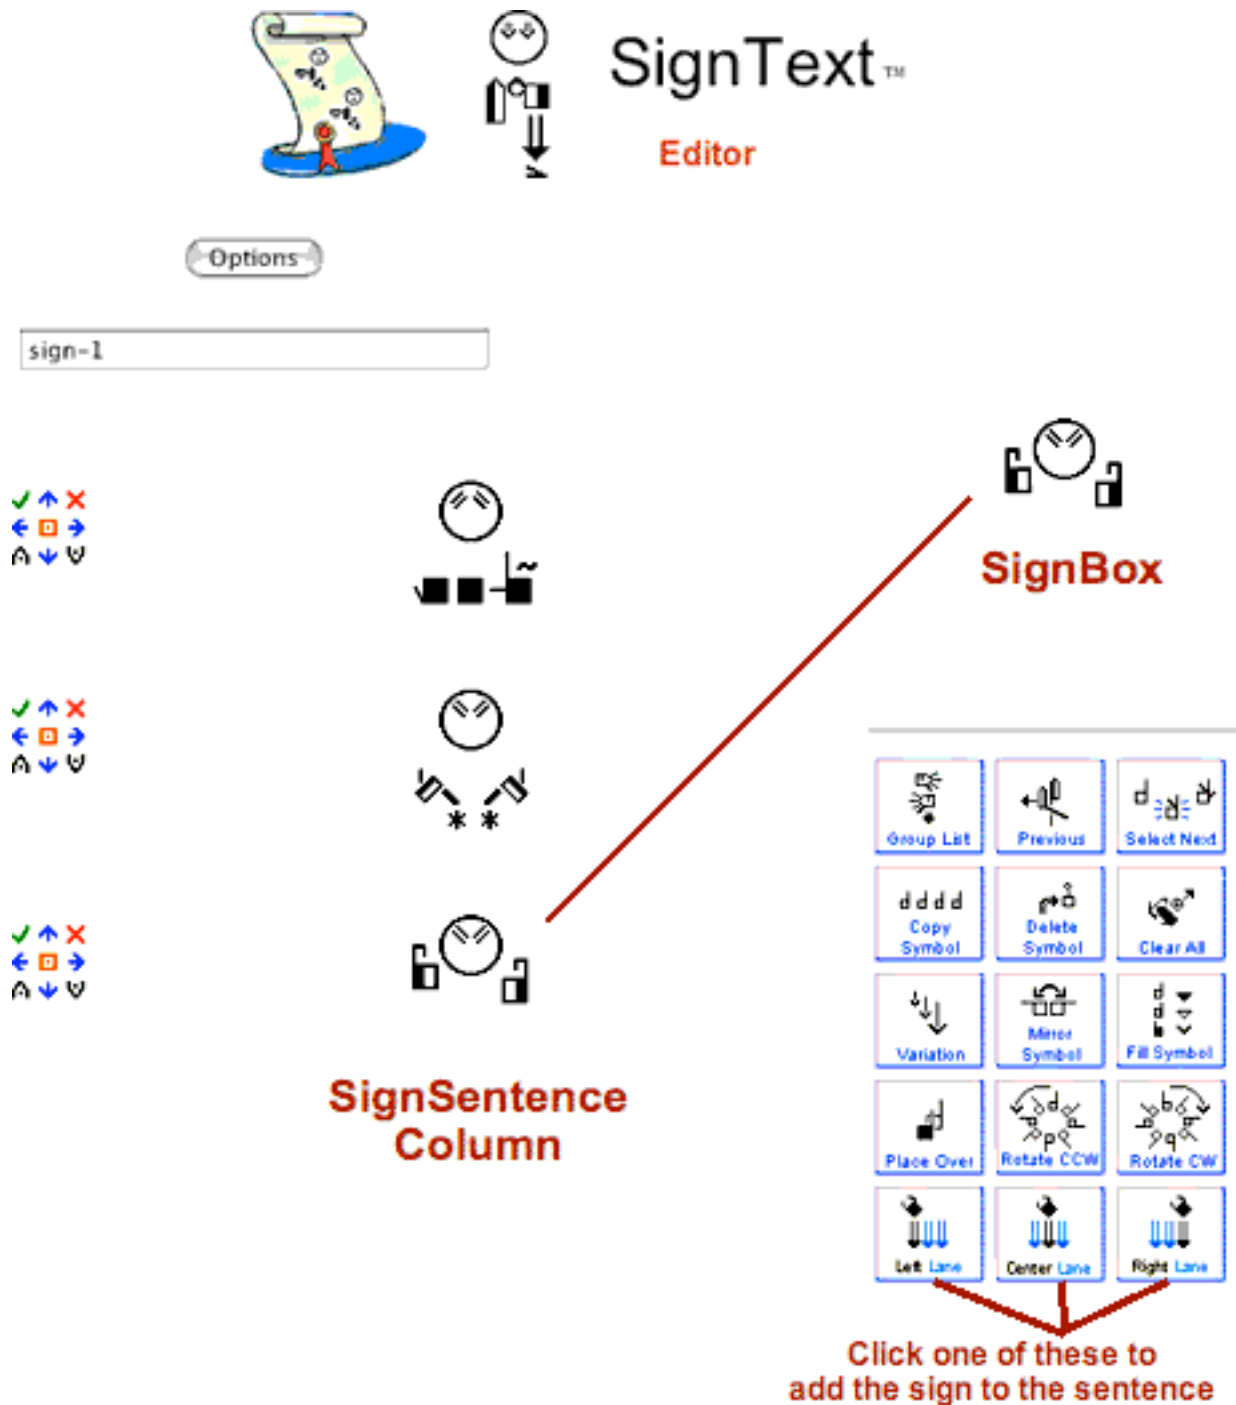 SignText™
Editor
Options
sign-1
SignBox
Group List
Previous
Select Next
Copy
Symbol
Delete
Symbol
Clear All
Variation
Mirror
Symbol
Fill Symbol
SignSentence
Column
Place Over
Rotate CCW
Rotate CW
Left Lane
Center Lane
Right Lane
Click one of these to
add the sign to the sentence